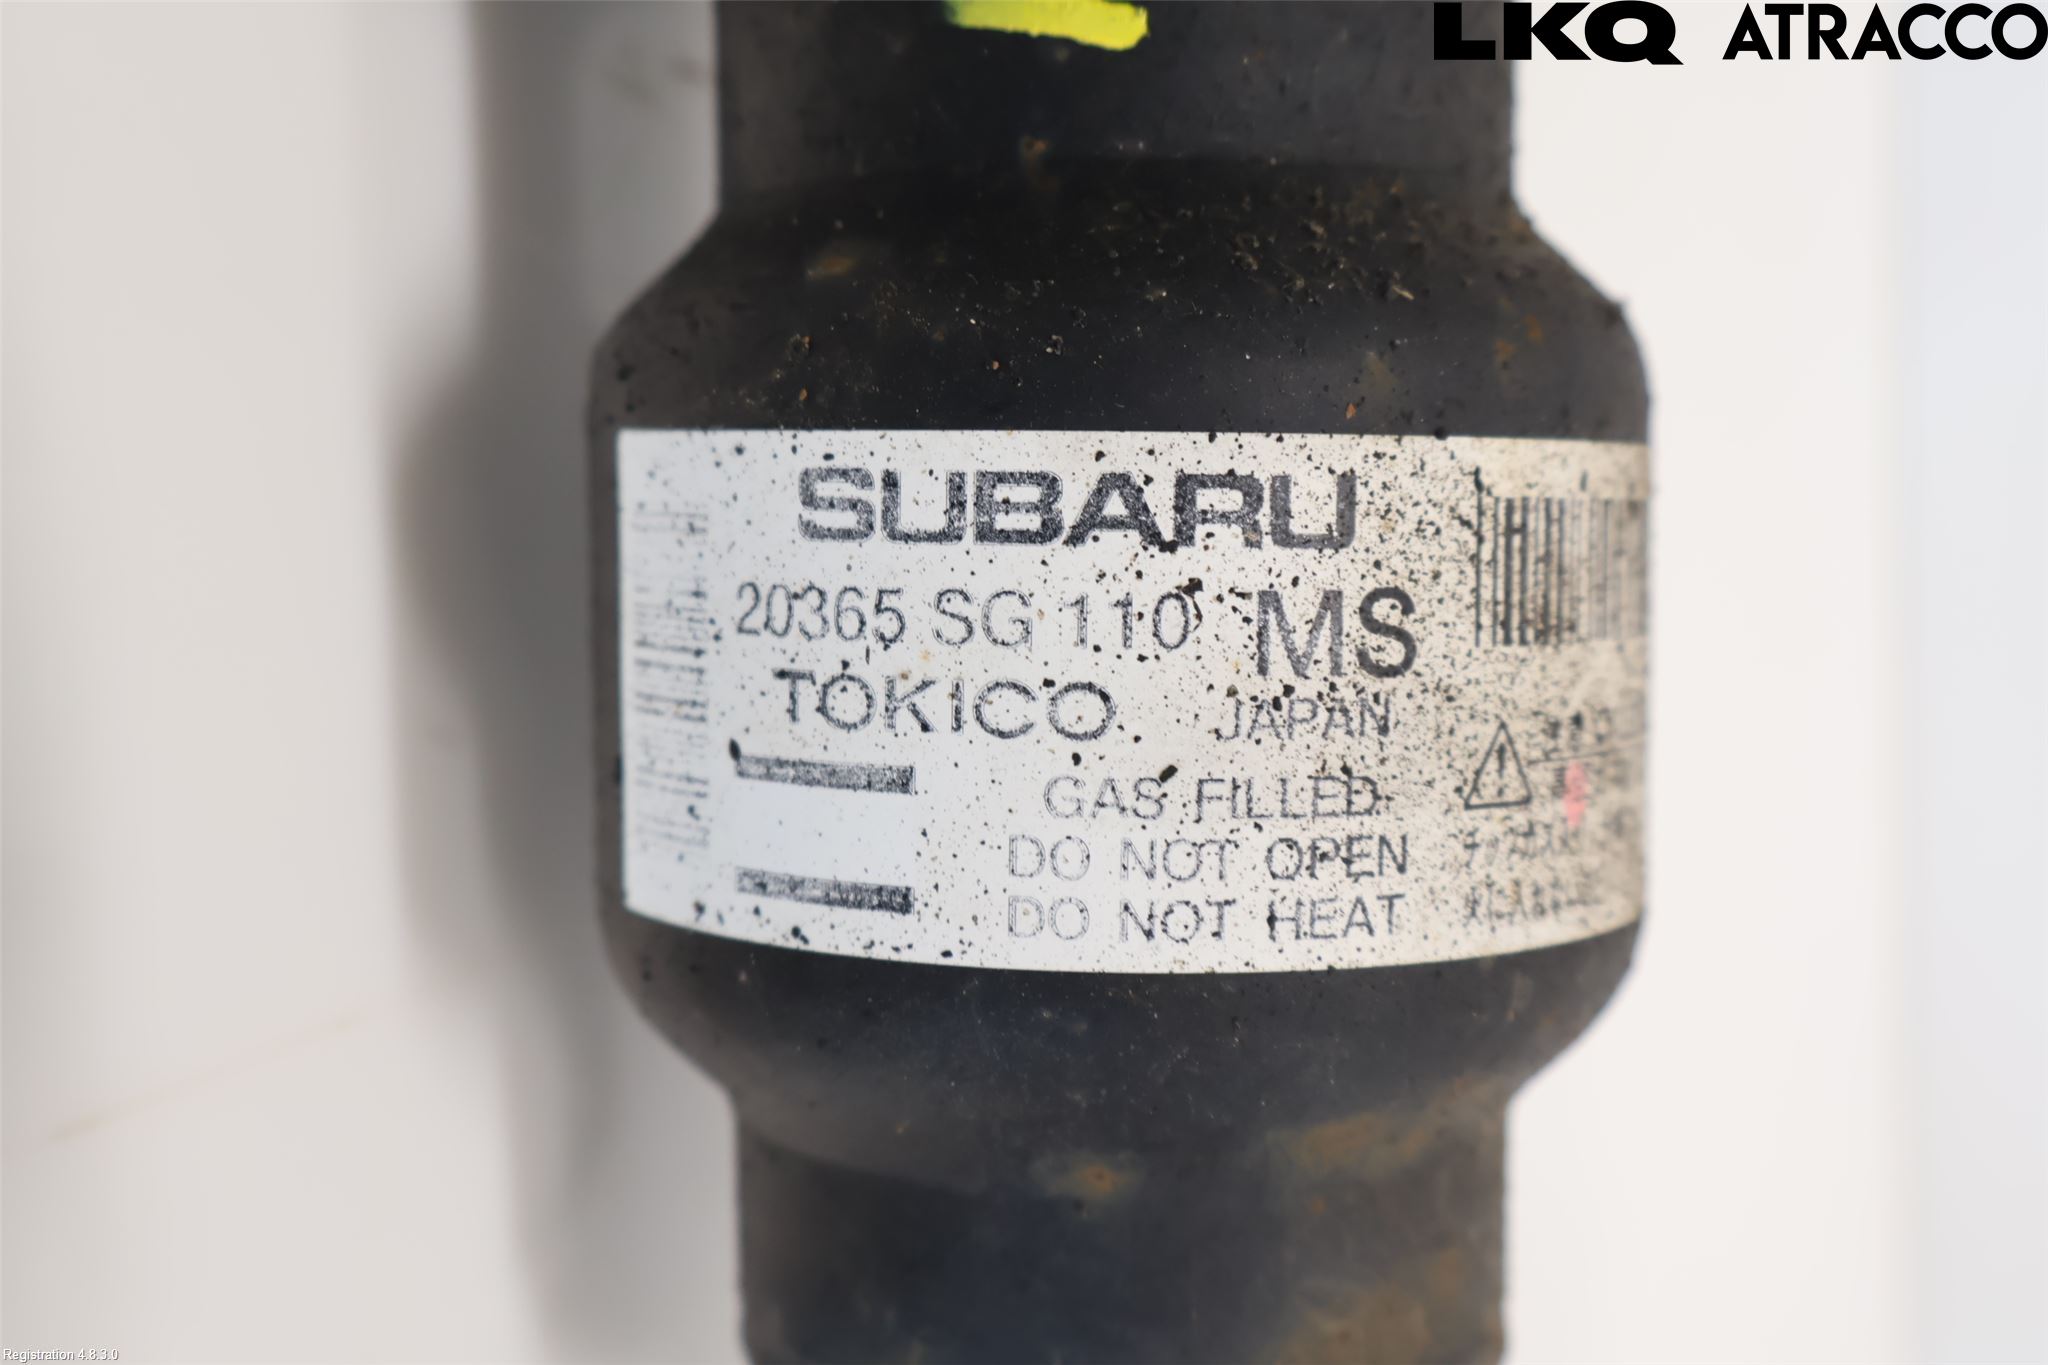 LKQ ATRACCO
SUBARU
20365 SG 110 MS
TOKICO JAPAN
GAS FILLED
DO NOT OPEN
DO NOT HEAT
Registration 4.8.3.0